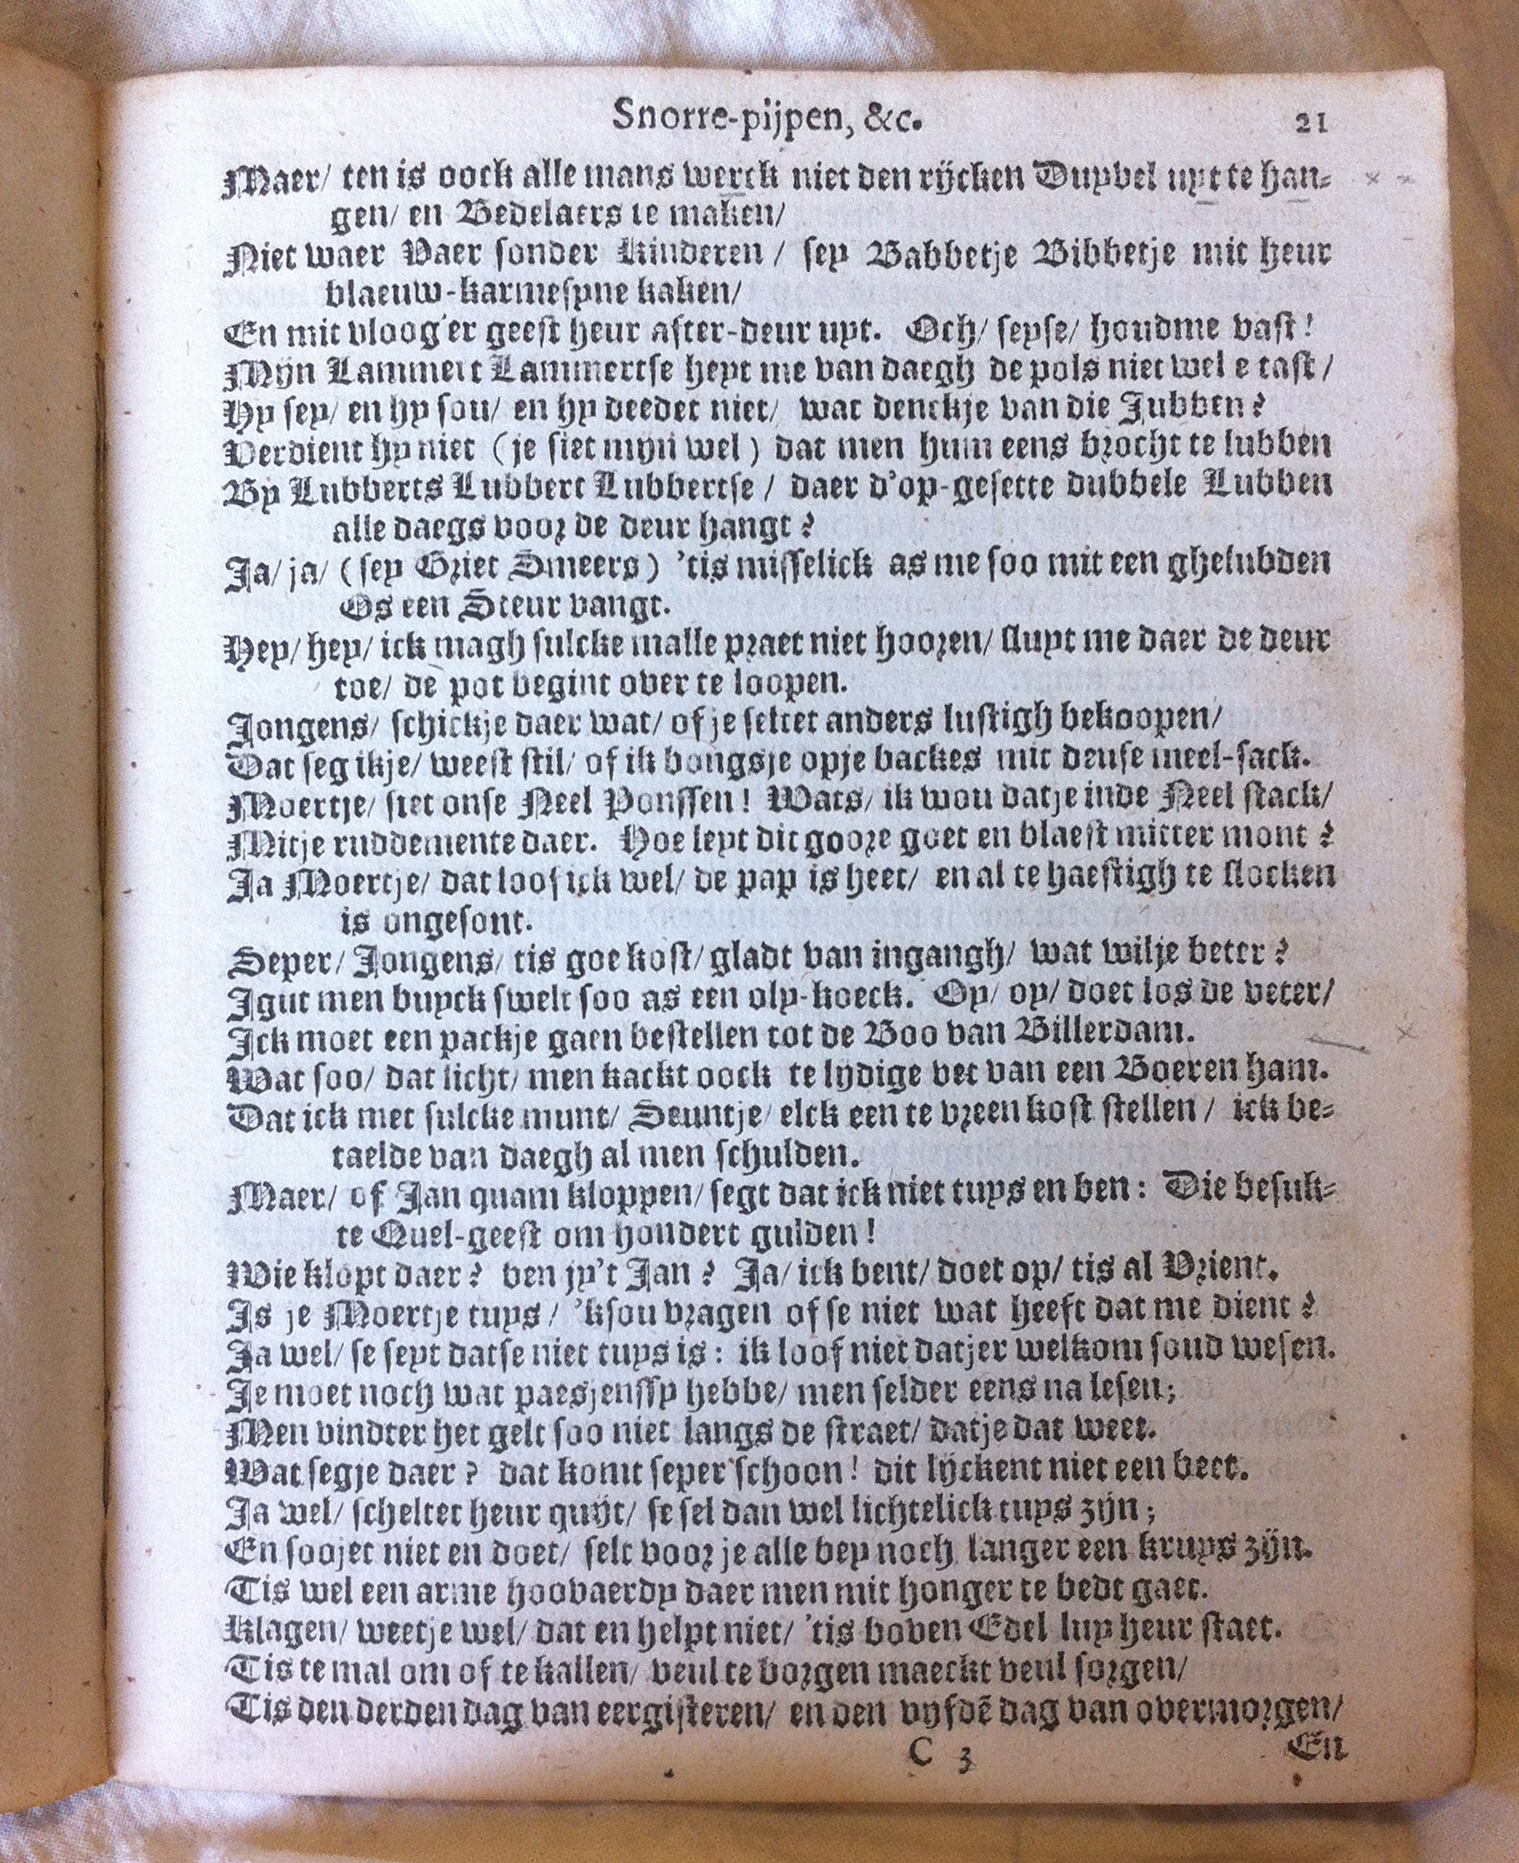 Snorre-pijpen, &c. 21
Maer/ ten is oock alle mans werck niet den rijcken Duyvel uyt te han-
gen/ en Bedelaers te maken/
Niet waer Vaer sonder kinderen / sey Babbetje Bibbetje mit heur
blaeuw-karmesyne kaken/
En mit vloog'er geest heur after-deur uyt. Och/ seyse/ houdme vast!
Mijn Lammert Lammertse heyt me van daegh de pols niet wel e tast /
Hy sey/ en hy sou/ en hy deedet niet/ wat denckje van die Jubben?
Verdient hy niet (je siet mijn wel) dat men hum eens brocht te lubben
By Lubberts Lubbert Lubbertse / daer d'op-gesette dubbele Lubben
alle daegs voor de deur hangt?
Ja/ ja/ (sey Griet Smeers) 'tis misselick as me soo mit een ghelubden
Os een Steur vangt.
Hey/ hey/ ick magh sulcke malle praet niet hooren/ sluyt me daer de deur
toe/ de pot begint over te loopen.
Jongens/ schickje daer wat/ of je seltet anders lustigh bekoopen/
Dat seg ikje/ weest stil/ of ik bongsje opje backes mit deuse meel-sack.
Moertje/ siet onse Neel Ponssen! Wats/ ik wou datje inde Neel stack/
Mitje ruddemente daer. Hoe leyt dit goore goet en blaest mitter mont?
Ja Moertje/ dat loof ick wel/ de pap is heet/ en al te haestigh te slocken
is ongesont.
Seper/ Jongens/ tis goe kost/ gladt van ingangh/ wat wilje beter?
Jgut men buyck swelt soo as een oly-koeck. Op/ op/ doet los de veter/
Ick moet een packje gaen bestellen tot de Boo van Billerdam.
Wat soo/ dat licht/ men kackt oock te lydige vet van een Boeren ham.
Dat ick met sulcke munt/ Seuntje/ elck een te vreen kost stellen / ick be-
taelde van daegh al men schulden.
Maer/ of Jan quam kloppen/ segt dat ick niet tuys en ben: Die besuk-
te Quel-geest om hondert gulden!
Wie klopt daer? ben jy't Jan? Ja/ ick bent/ doet op/ tis al Vrient.
Is je Moertje tuys / 'ksou vragen of se niet wat heeft dat me dient?
Ja wel/ se seyt datse niet tuys is: ik loof niet datjer welkom soud wesen.
Je moet noch wat paesjenssy hebbe/ men selder eens na lesen;
Men vindter het gelt soo niet langs de straet/ datje dat weet.
Wat segje daer? dat komt seper schoon! dit lijckent niet een beet.
Ja wel/ scheltet heur quijt/ se sel dan wel lichtelick tuys zijn;
En soojet niet en doet/ selt voor je alle bey noch langer een kruys zijn.
Tis wel een arme hoovaerdy daer men mit honger te bedt gaet.
Klagen/ weetje wel/ dat en helpt niet/ 'tis boven Edel luy heur staet.
Tis te mal om of te kallen/ veul te borgen maeckt veul sorgen/
Tis den derden dag van eergisteren/ en den vyfdē dag van overmorgen/
C 3 En